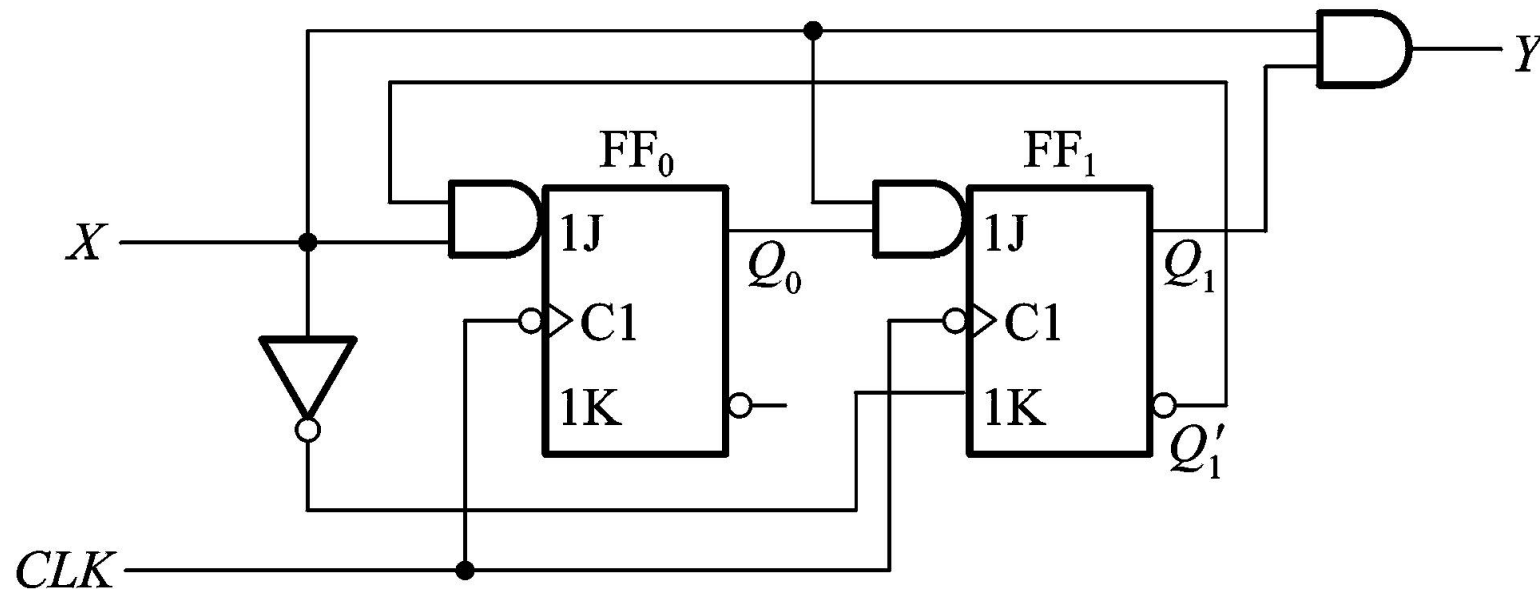 Y
FF₀ FF₁
X 1J Q₀ 1J Q₁
C1 C1
1K 1K
Q₁′
CLK